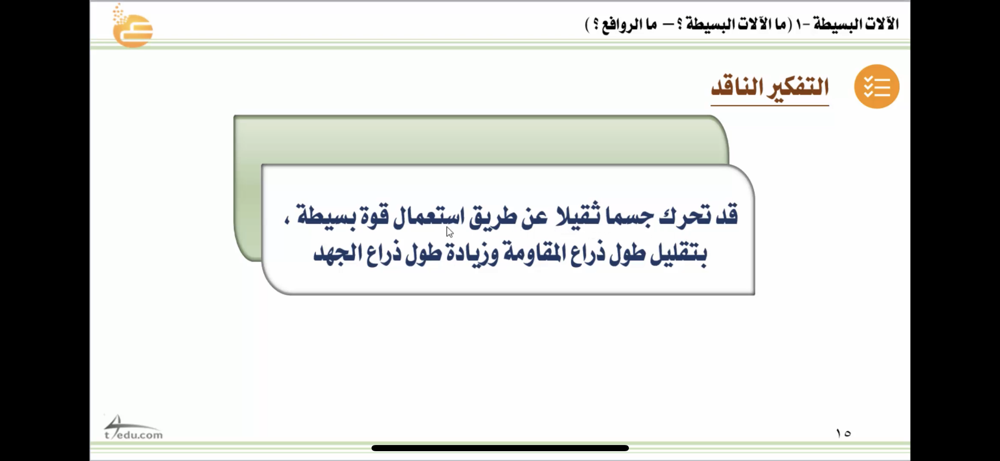 الآلات البسيطة -١ (ما الآلات البسيطة ؟ – ما الروافع ؟ )
التفكير الناقد
قد تحرك جسما ثقيلا عن طريق استعمال قوة بسيطة ،
بتقليل طول ذراع المقاومة وزيادة طول ذراع الجهد
t4edu.com
١٥